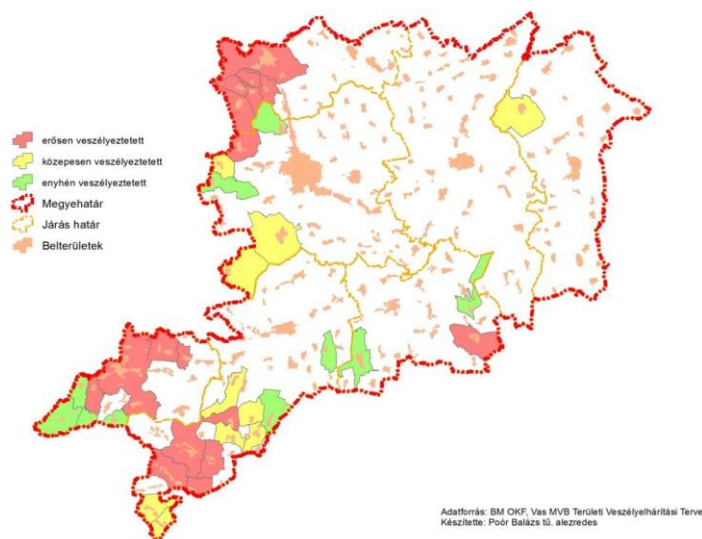 erősen veszélyeztetett
közepesen veszélyeztetett
enyhén veszélyeztetett
Megyehatár
Járás határ
Belterületek
Adatforrás: BM OKF, Vas MVB Területi Veszélyelhárítási Terve
Készítette: Poór Balázs tű. alezredes